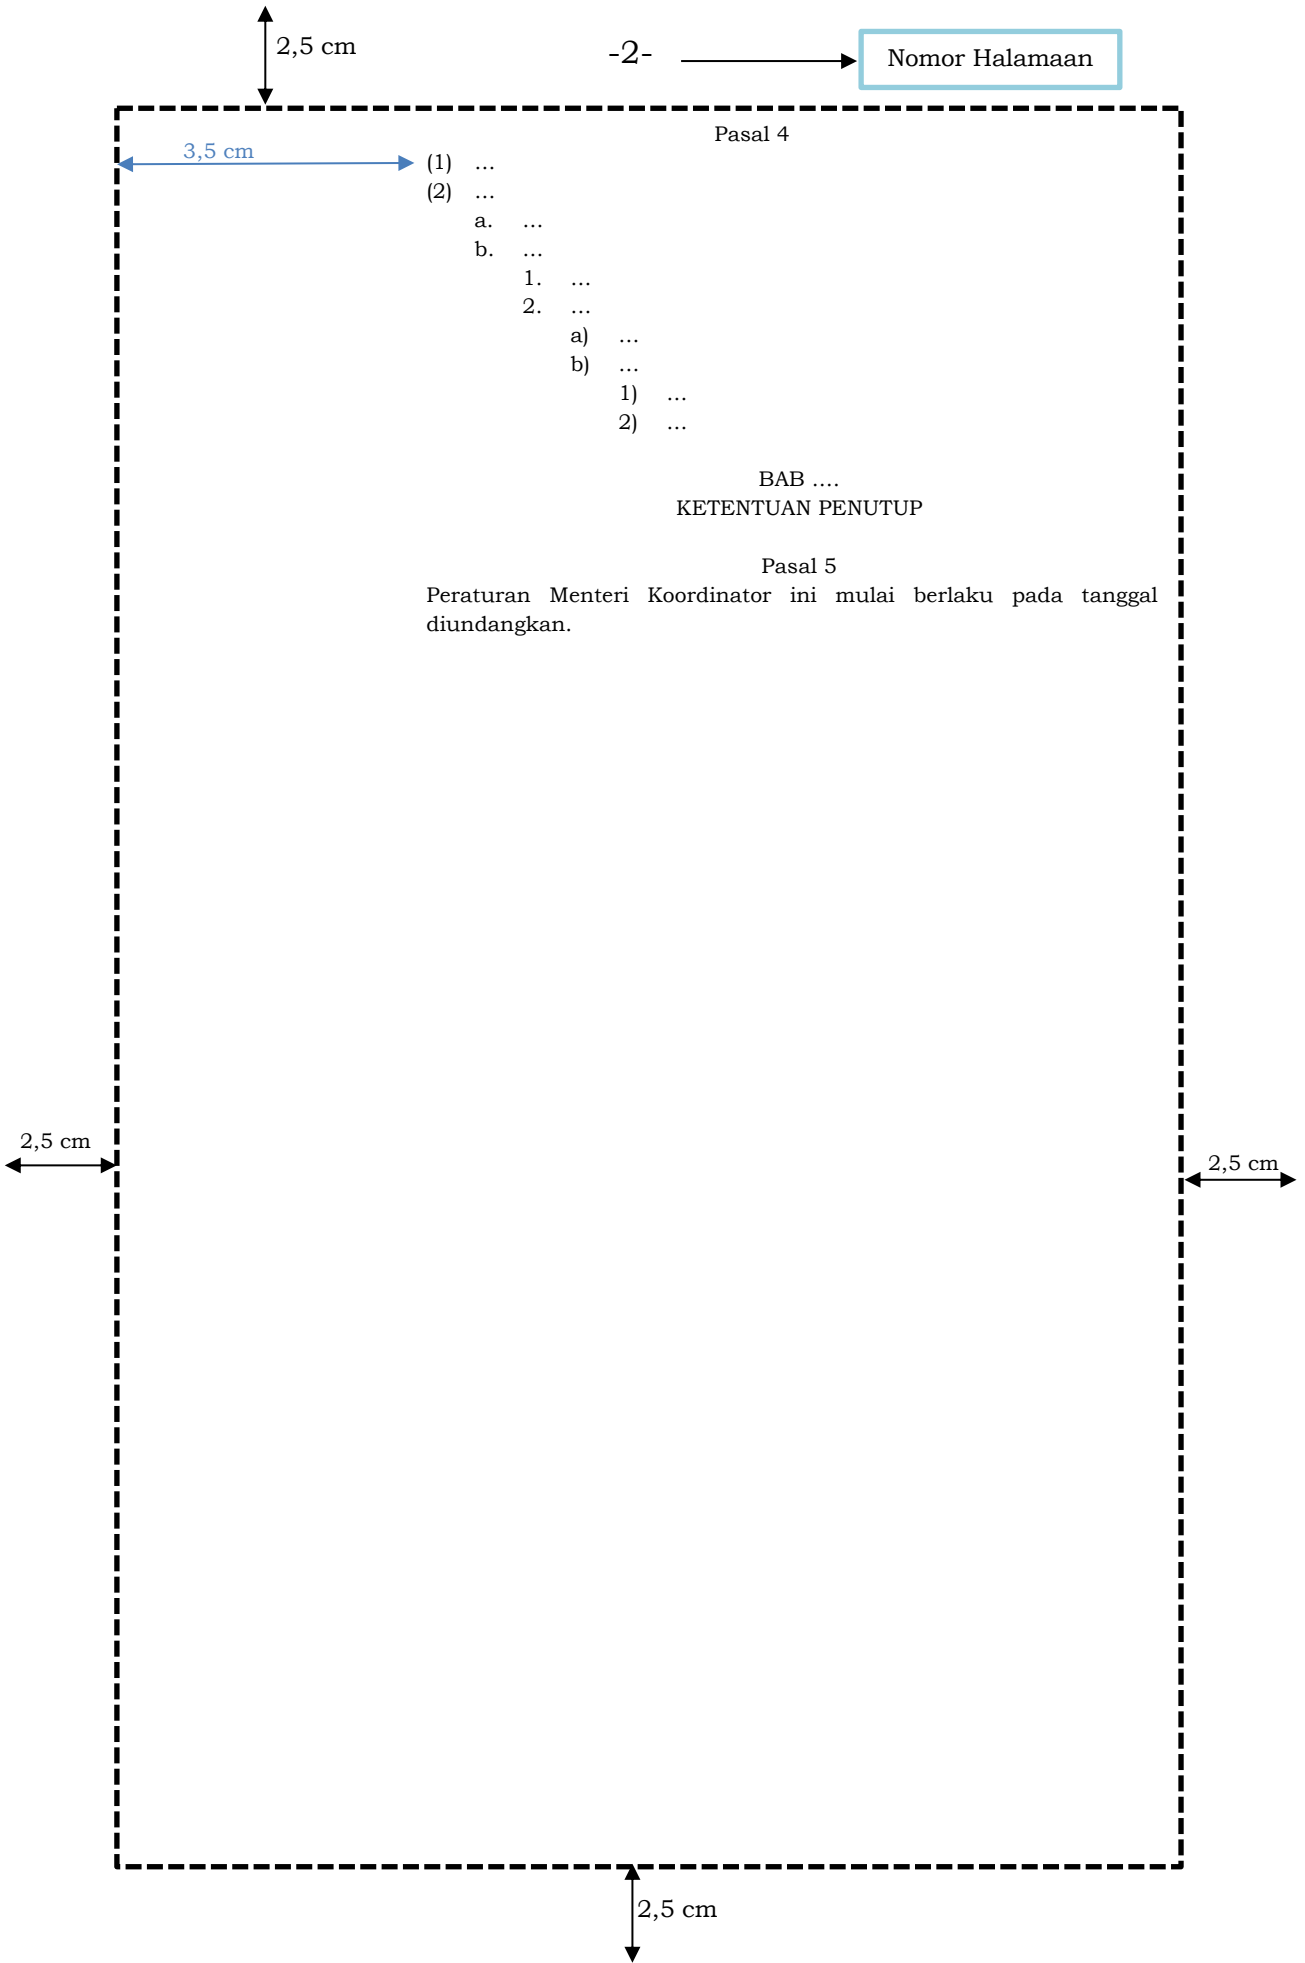 2,5 cm
-2-
Nomor Halamaan
Pasal 4
3,5 cm
(1) ...
(2) ...
a. ...
b. ...
1. ...
2. ...
a) ...
b) ...
1) ...
2) ...
BAB ....
KETENTUAN PENUTUP
Pasal 5
Peraturan Menteri Koordinator ini mulai berlaku pada tanggal
diundangkan.
2,5 cm
2,5 cm
2,5 cm